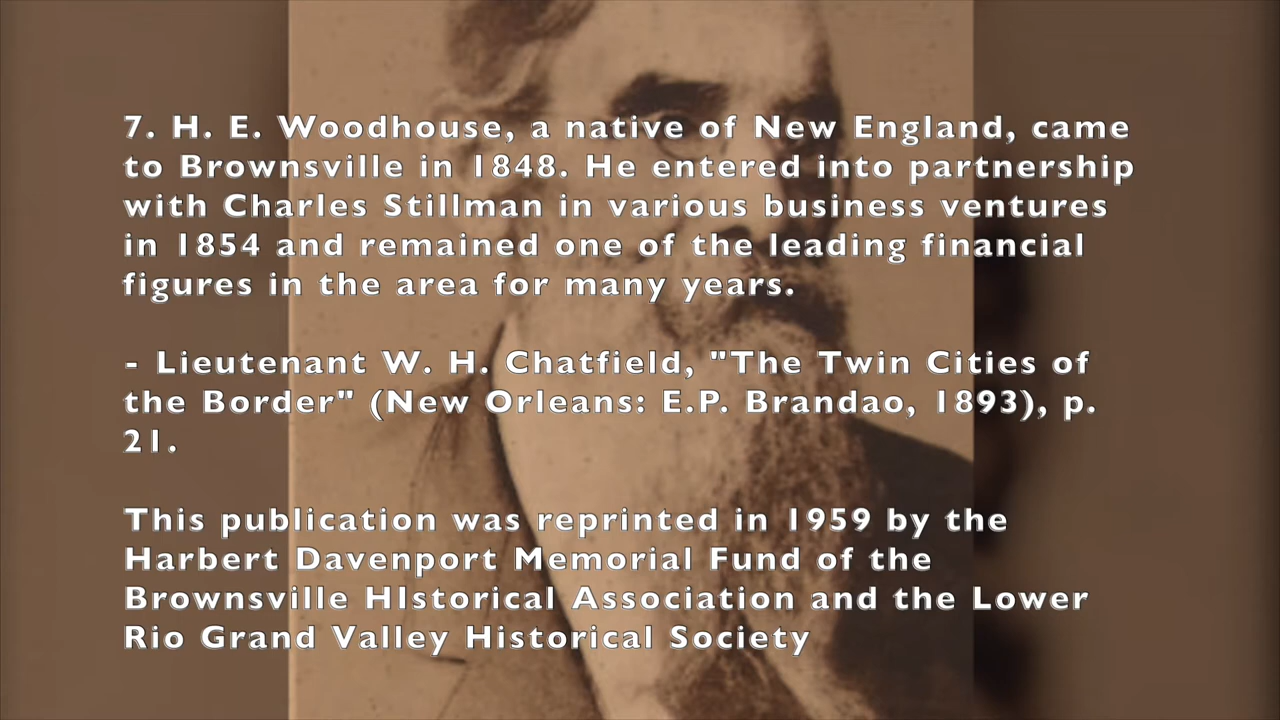 7. H. E. Woodhouse, a native of New England, came
to Brownsville in 1848. He entered into partnership
with Charles Stillman in various business ventures
in 1854 and remained one of the leading financial
figures in the area for many years.
- Lieutenant W. H. Chatfield, "The Twin Cities of
the Border" (New Orleans: E.P. Brandao, 1893), p.
21.
This publication was reprinted in 1959 by the
Harbert Davenport Memorial Fund of the
Brownsville HIstorical Association and the Lower
Rio Grand Valley Historical Society